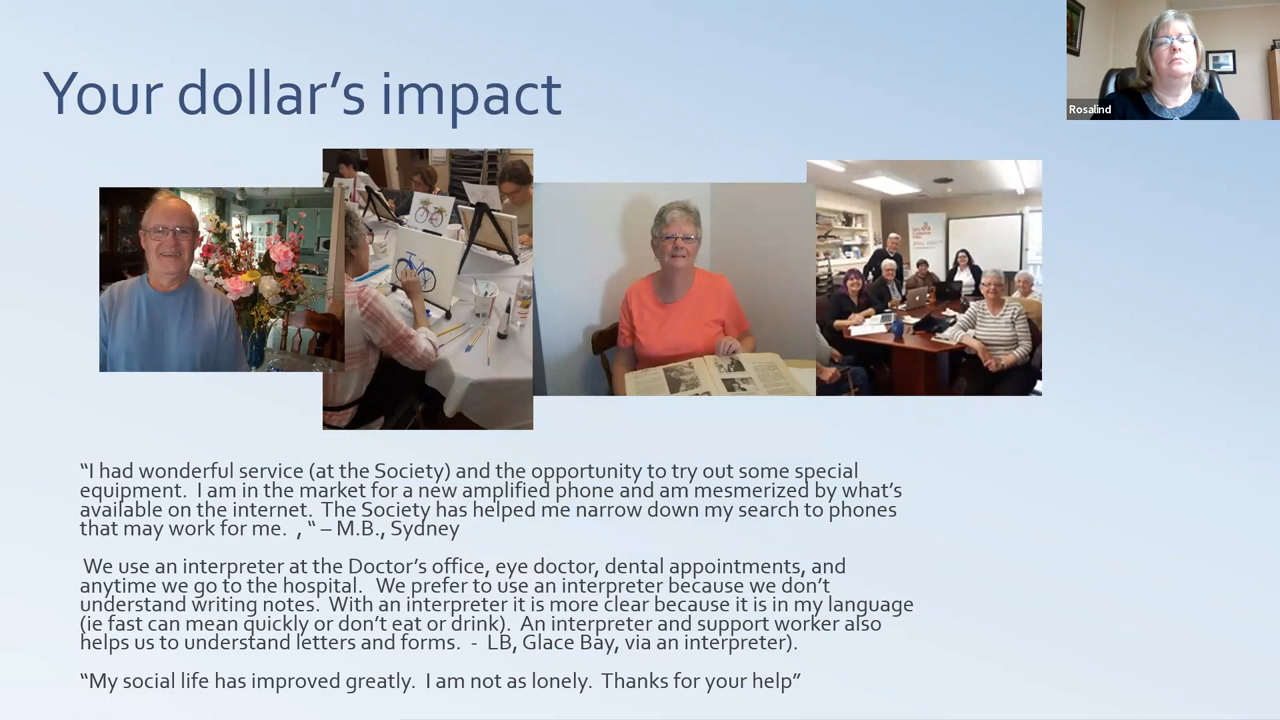 Your dollar’s impact
Rosalind
“I had wonderful service (at the Society) and the opportunity to try out some special
equipment.  I am in the market for a new amplified phone and am mesmerized by what’s
available on the internet.  The Society has helped me narrow down my search to phones
that may work for me.  , “ – M.B., Sydney
We use an interpreter at the Doctor’s office, eye doctor, dental appointments, and
anytime we go to the hospital.   We prefer to use an interpreter because we don’t
understand writing notes.  With an interpreter it is more clear because it is in my language
(ie fast can mean quickly or don’t eat or drink).  An interpreter and support worker also
helps us to understand letters and forms.  -  LB, Glace Bay, via an interpreter).
“My social life has improved greatly.  I am not as lonely.  Thanks for your help”